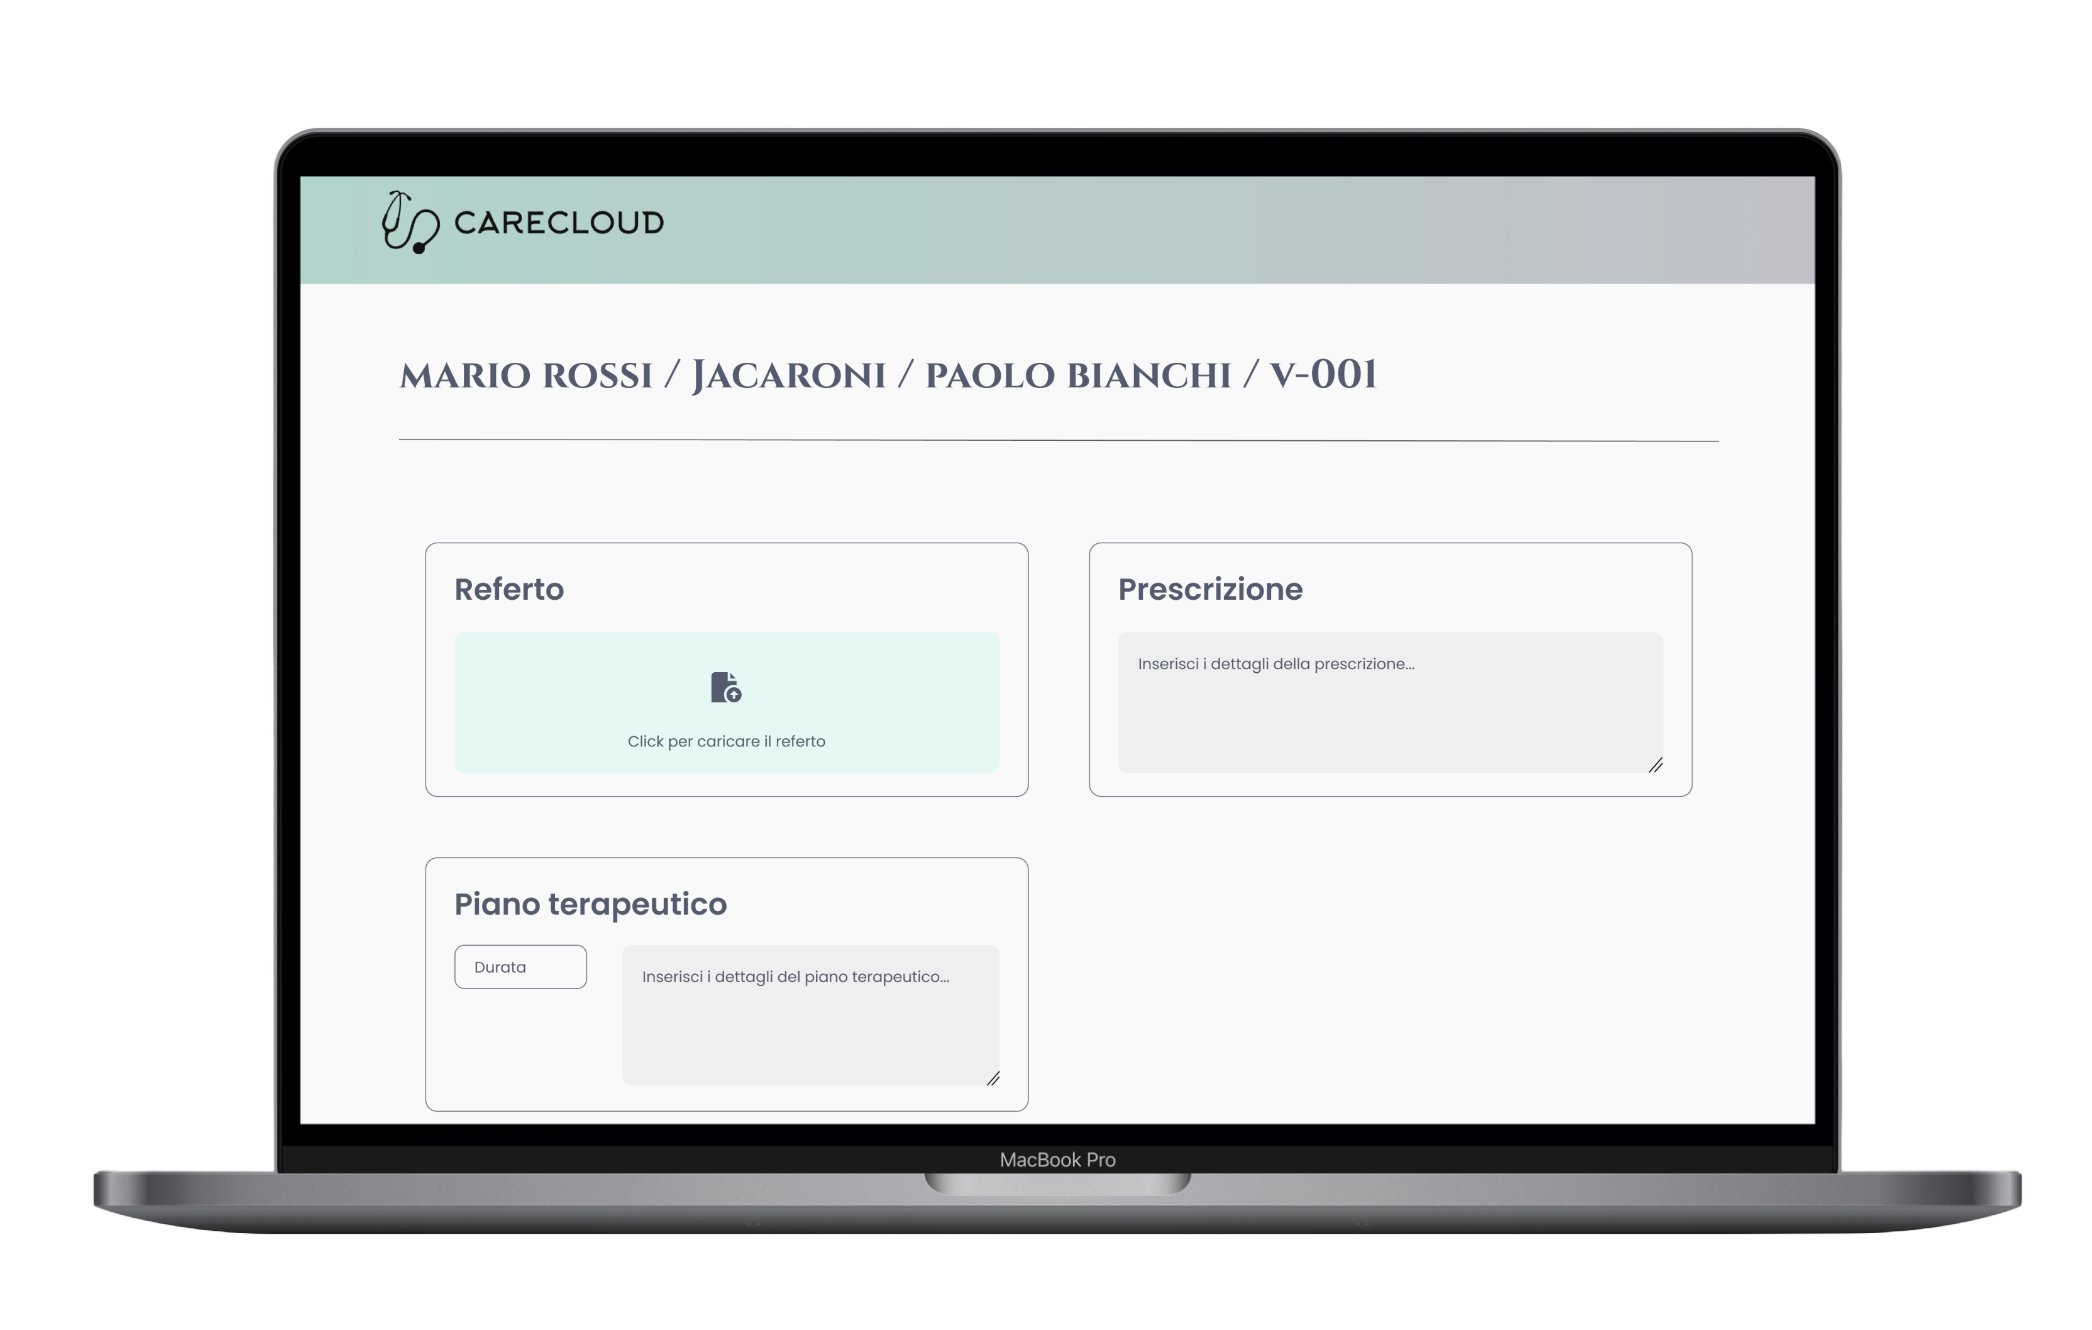 CARECLOUD
MARIO ROSSI / JACARONI / PAOLO BIANCHI / V-001
Referto
Click per caricare il referto
Prescrizione
Inserisci i dettagli della prescrizione...
Piano terapeutico
Durata
Inserisci i dettagli del piano terapeutico...
MacBook Pro